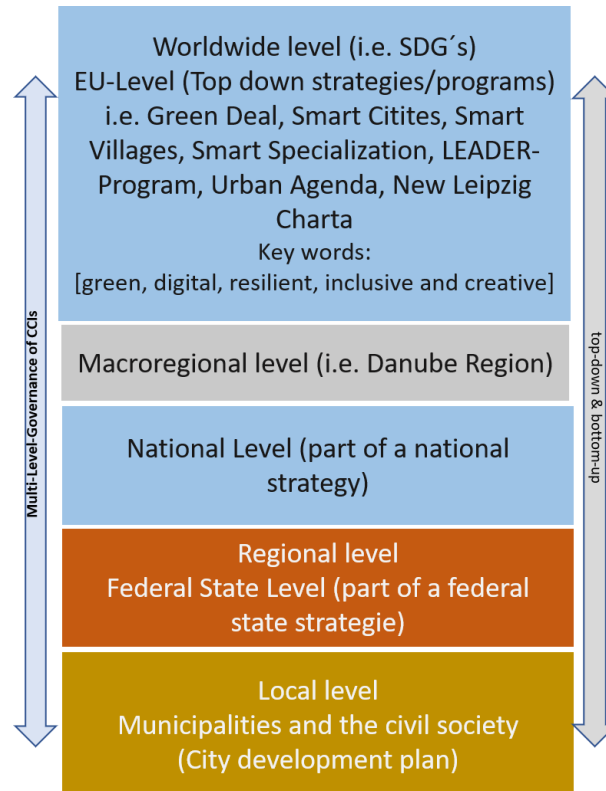 Worldwide level (i.e. SDG´s)
EU-Level (Top down strategies/programs)
i.e. Green Deal, Smart Citites, Smart
Villages, Smart Specialization, LEADER-
Program, Urban Agenda, New Leipzig
Charta
Key words:
[green, digital, resilient, inclusive and creative]
Macroregional level (i.e. Danube Region)
National Level (part of a national
strategy)
Regional level
Federal State Level (part of a federal
state strategie)
Local level
Municipalities and the civil society
(City development plan)
Multi-Level-Governance of CCIs
top-down & bottom-up